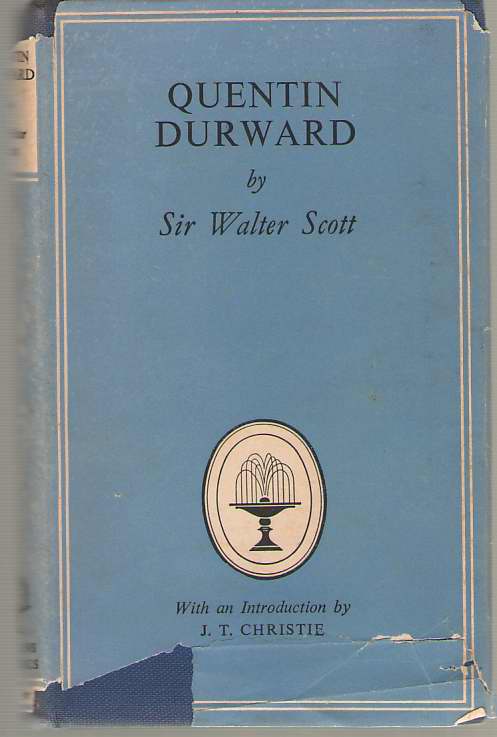 QUENTIN
DURWARD
by
Sir Walter Scott
With an Introduction by
J. T. CHRISTIE